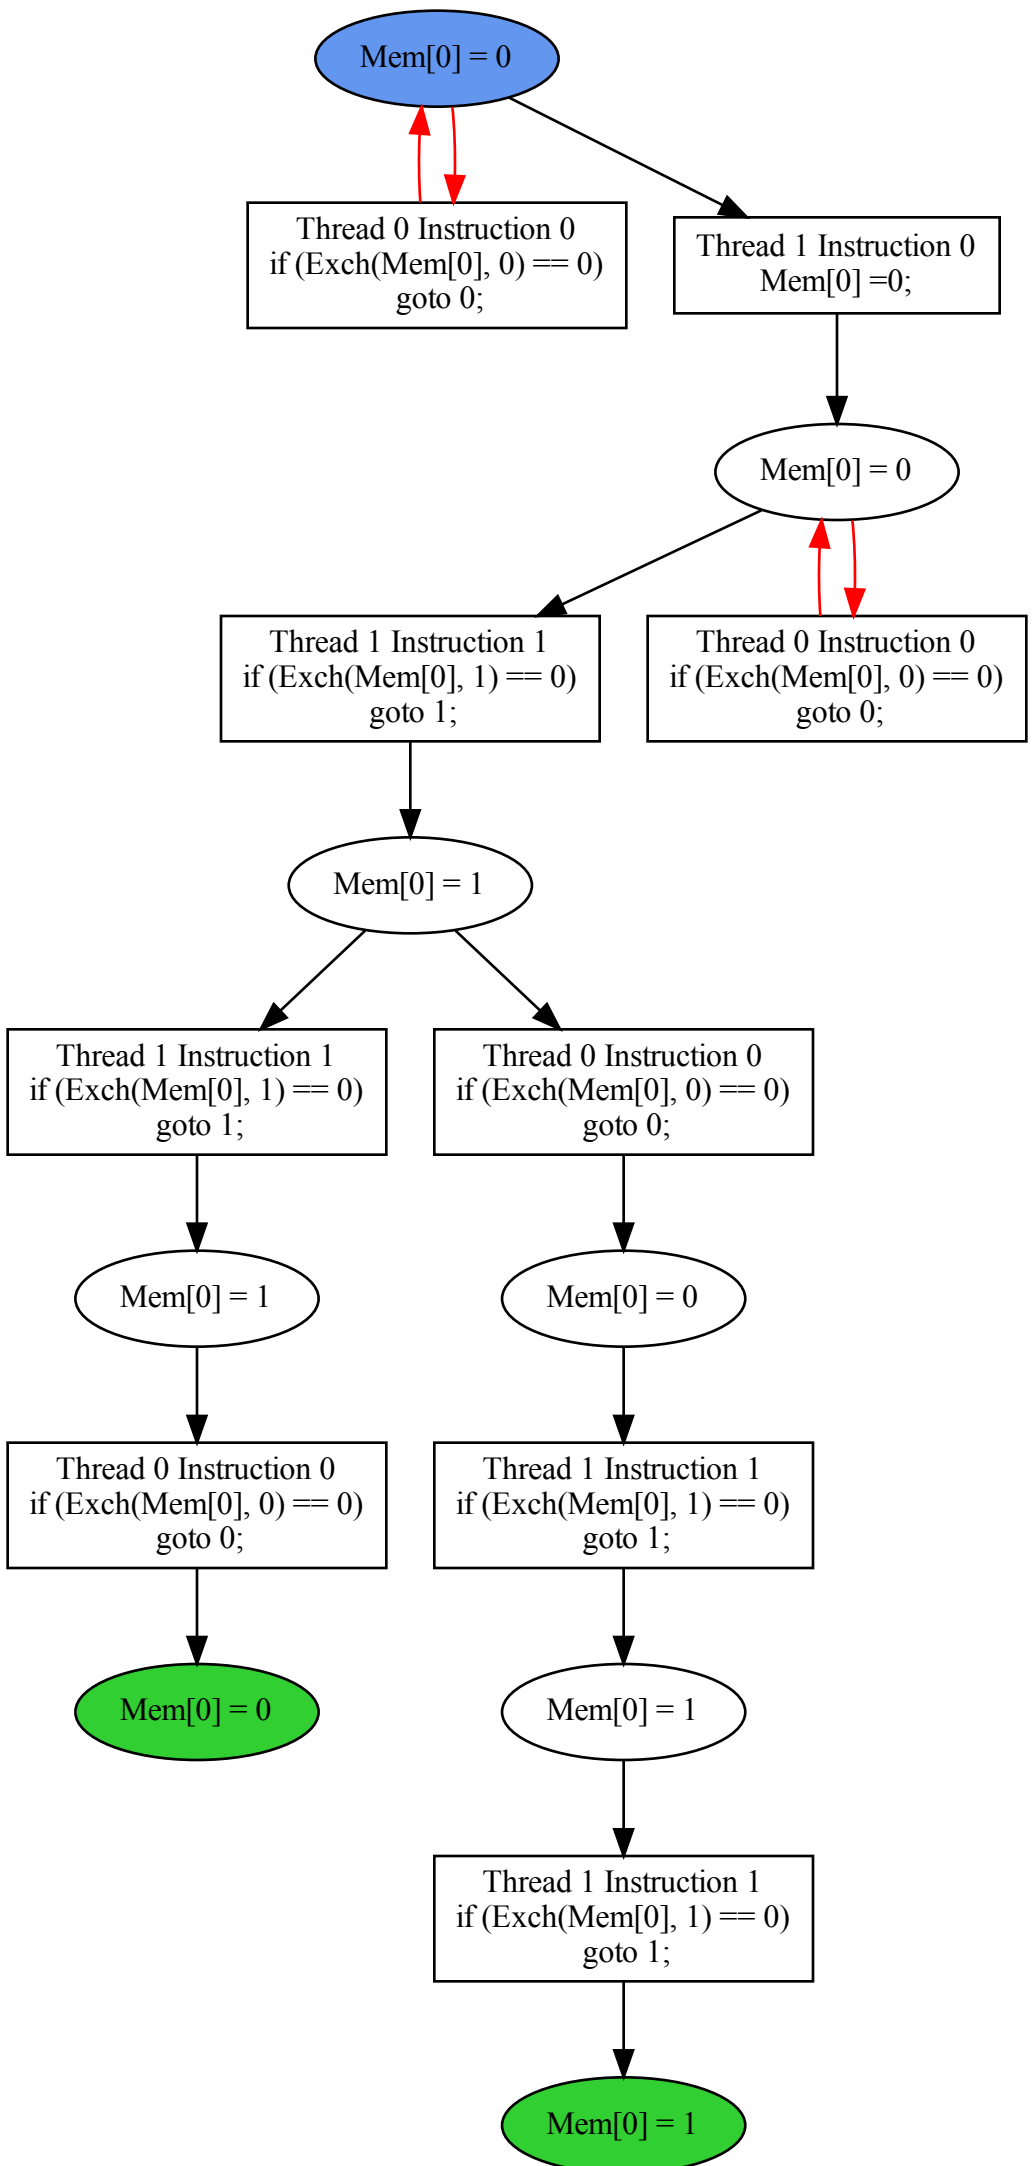 Mem[0] = 0
Thread 0 Instruction 0
if (Exch(Mem[0], 0) == 0)
goto 0;
Thread 1 Instruction 0
Mem[0] =0;
Mem[0] = 0
Thread 1 Instruction 1
if (Exch(Mem[0], 1) == 0)
goto 1;
Thread 0 Instruction 0
if (Exch(Mem[0], 0) == 0)
goto 0;
Mem[0] = 1
Thread 1 Instruction 1
if (Exch(Mem[0], 1) == 0)
goto 1;
Thread 0 Instruction 0
if (Exch(Mem[0], 0) == 0)
goto 0;
Mem[0] = 1
Mem[0] = 0
Thread 0 Instruction 0
if (Exch(Mem[0], 0) == 0)
goto 0;
Thread 1 Instruction 1
if (Exch(Mem[0], 1) == 0)
goto 1;
Mem[0] = 0
Mem[0] = 1
Thread 1 Instruction 1
if (Exch(Mem[0], 1) == 0)
goto 1;
Mem[0] = 1